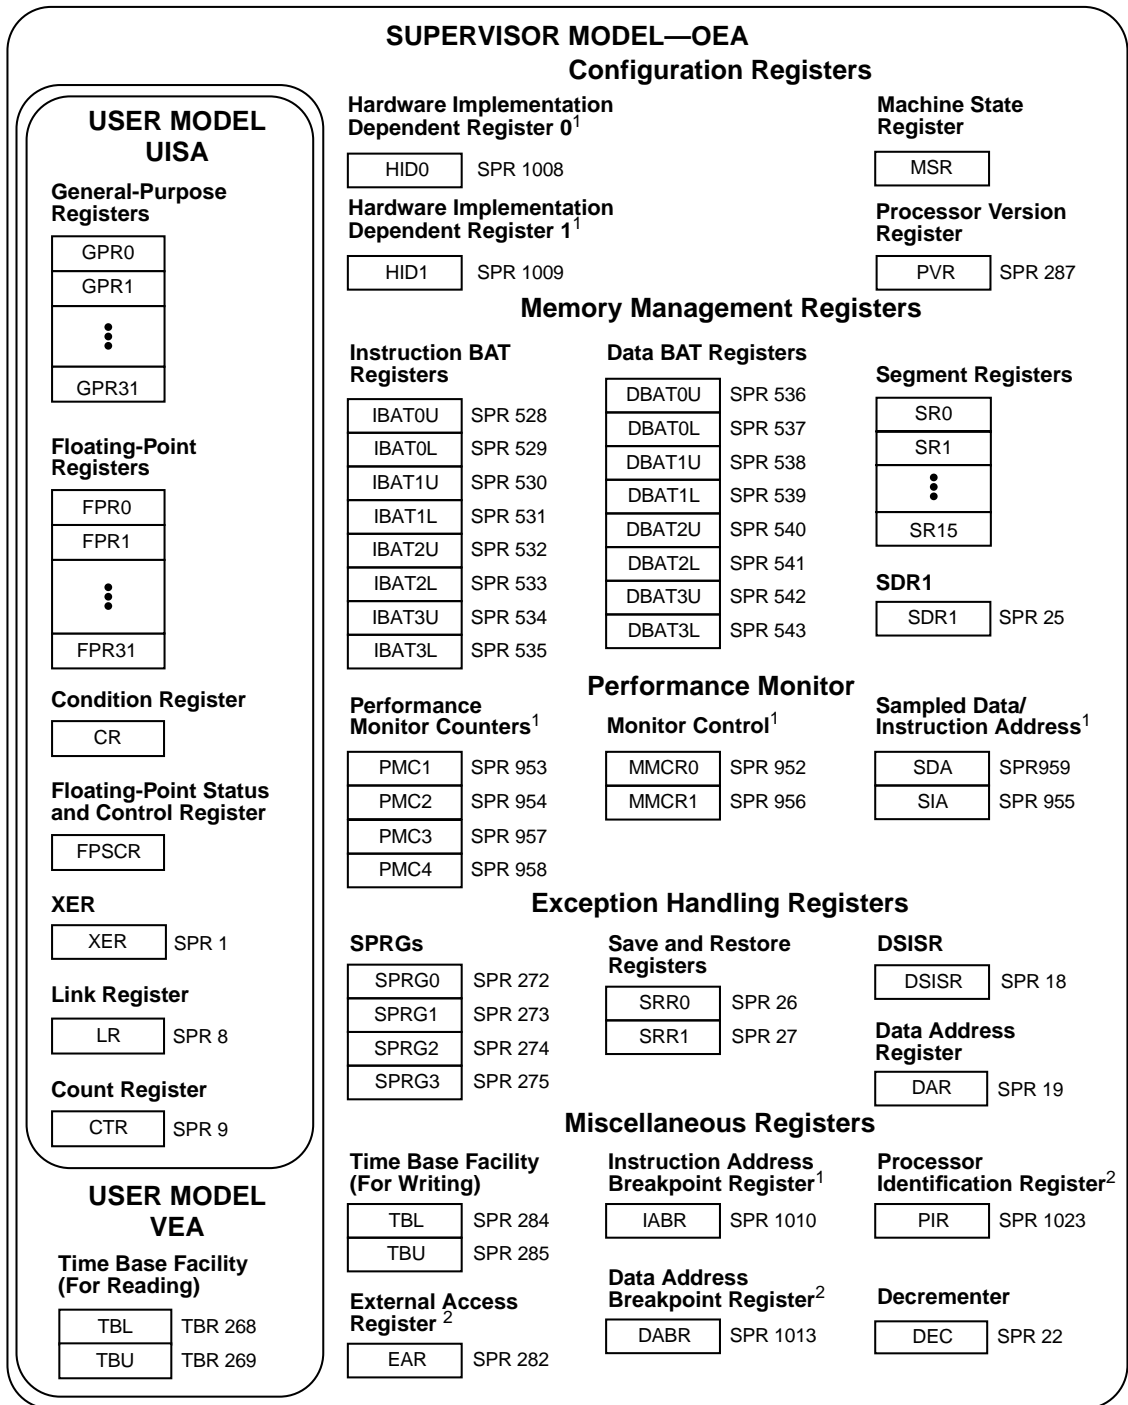 SUPERVISOR MODEL—OEA
Configuration Registers
USER MODEL
UISA
General-Purpose
Registers
GPR0
GPR1
GPR31
Floating-Point
Registers
FPR0
FPR1
FPR31
Condition Register
CR
Floating-Point Status
and Control Register
FPSCR
XER
XER SPR 1
Link Register
LR SPR 8
Count Register
CTR SPR 9
USER MODEL
VEA
Time Base Facility
(For Reading)
TBL TBR 268
TBU TBR 269
Hardware Implementation
Dependent Register 0¹
HID0 SPR 1008
Hardware Implementation
Dependent Register 1¹
HID1 SPR 1009
Machine State
Register
MSR
Processor Version
Register
PVR SPR 287
Memory Management Registers
Instruction BAT
Registers
IBAT0U SPR 528
IBAT0L SPR 529
IBAT1U SPR 530
IBAT1L SPR 531
IBAT2U SPR 532
IBAT2L SPR 533
IBAT3U SPR 534
IBAT3L SPR 535
Data BAT Registers
DBAT0U SPR 536
DBAT0L SPR 537
DBAT1U SPR 538
DBAT1L SPR 539
DBAT2U SPR 540
DBAT2L SPR 541
DBAT3U SPR 542
DBAT3L SPR 543
Segment Registers
SR0
SR1
SR15
SDR1
SDR1 SPR 25
Performance Monitor
Performance
Monitor Counters¹
PMC1 SPR 953
PMC2 SPR 954
PMC3 SPR 957
PMC4 SPR 958
Monitor Control¹
MMCR0 SPR 952
MMCR1 SPR 956
Sampled Data/
Instruction Address¹
SDA SPR959
SIA SPR 955
Exception Handling Registers
SPRGs
SPRG0 SPR 272
SPRG1 SPR 273
SPRG2 SPR 274
SPRG3 SPR 275
Save and Restore
Registers
SRR0 SPR 26
SRR1 SPR 27
DSISR
DSISR SPR 18
Data Address
Register
DAR SPR 19
Miscellaneous Registers
Time Base Facility
(For Writing)
TBL SPR 284
TBU SPR 285
External Access
Register ²
EAR SPR 282
Instruction Address
Breakpoint Register¹
IABR SPR 1010
Data Address
Breakpoint Register²
DABR SPR 1013
Processor
Identification Register²
PIR SPR 1023
Decrementer
DEC SPR 22